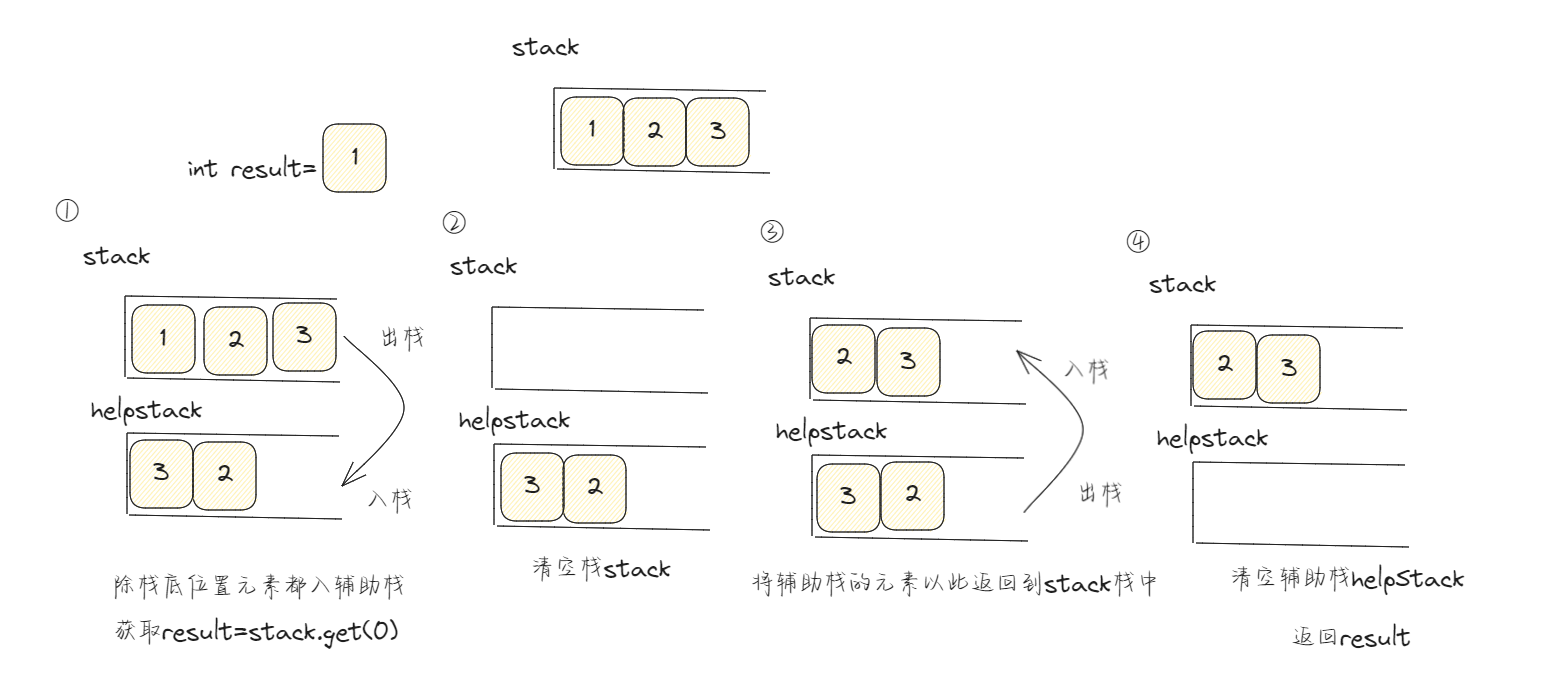 stack
1 2 3
int result= 1
①
stack
1 2 3
出栈
helpstack
3 2
入栈
除栈底位置元素都入辅助栈
获取result=stack.get(0)
②
stack
helpstack
3 2
清空栈stack
③
stack
2 3
入栈
helpstack
3 2
出栈
将辅助栈的元素以此返回到stack栈中
④
stack
2 3
helpstack
清空辅助栈helpStack
返回result